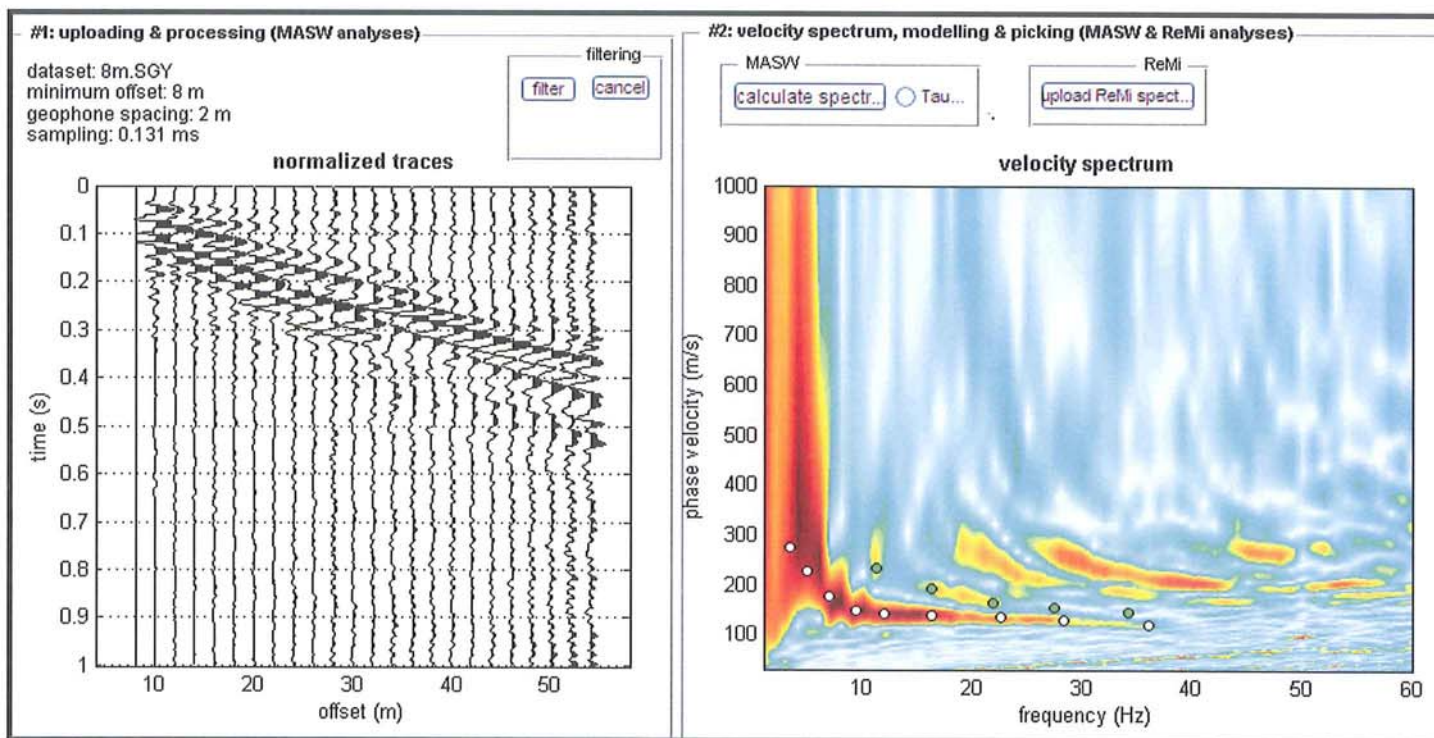 #1: uploading & processing (MASW analyses)
dataset: 8m.SGY
minimum offset: 8 m
geophone spacing: 2 m
sampling: 0.131 ms
filtering
filter
cancel
normalized traces
0
0.1
0.2
0.3
0.4
0.5
0.6
0.7
0.8
0.9
1
time (s)
10 20 30 40 50
offset (m)
#2: velocity spectrum, modelling & picking (MASW & ReMi analyses)
MASW
calculate spectr...
Tau...
ReMi
upload ReMi spect...
velocity spectrum
1000
900
800
700
600
500
400
300
200
100
phase velocity (m/s)
10 20 30 40 50 60
frequency (Hz)